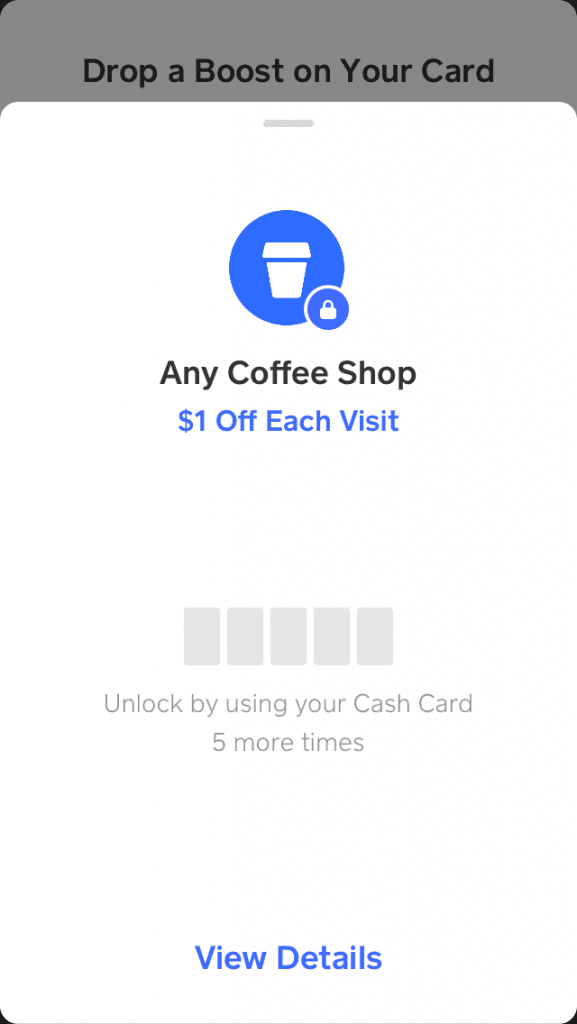 Drop a Boost on Your Card
Any Coffee Shop
$1 Off Each Visit
Unlock by using your Cash Card
5 more times
View Details